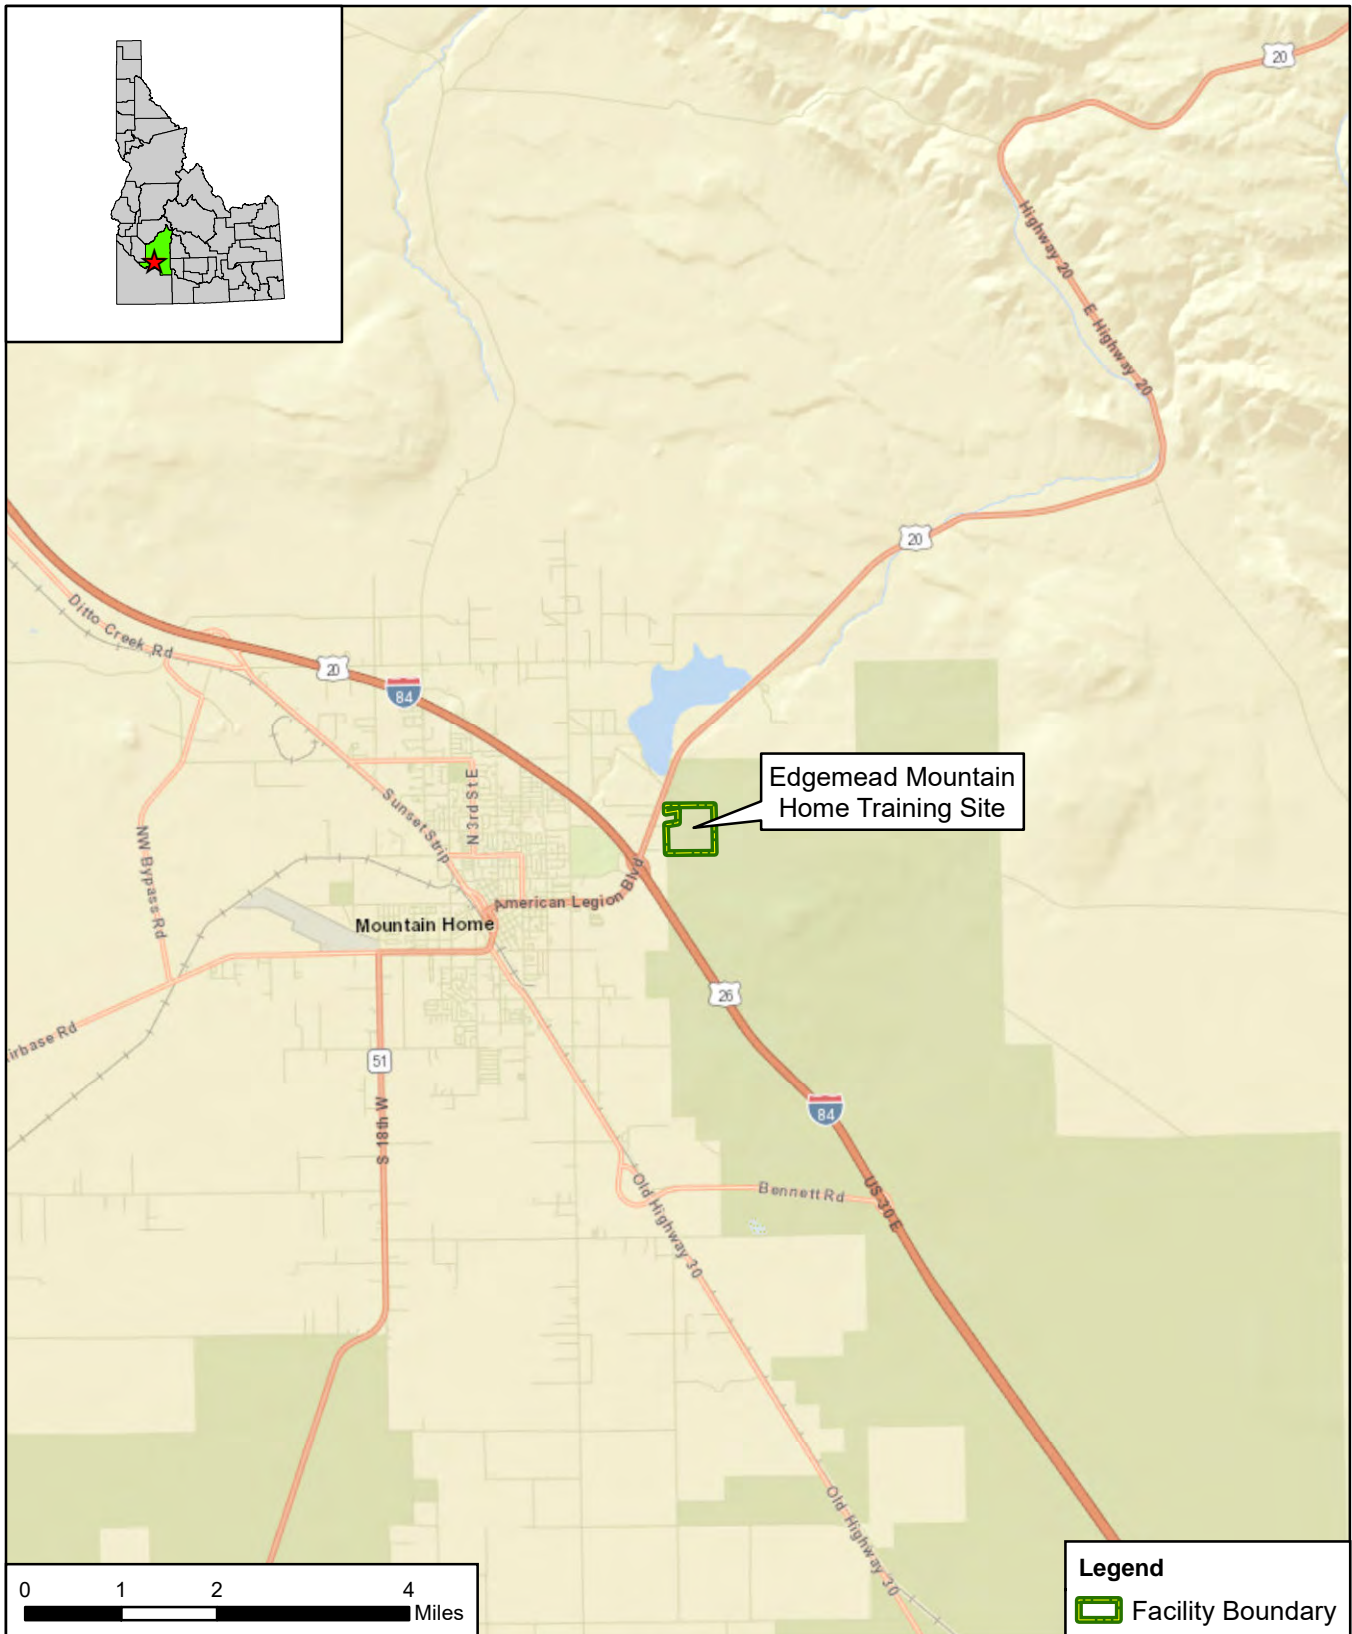 20
Highway 20
E Highway 20
20
Ditto Creek Rd
20
84
Edgemead Mountain
Home Training Site
Sunset Strip
N 3rd St E
NW Bypass Rd
American Legion Blvd
Mountain Home
26
irbase Rd
51
84
S 18th W
Bennett Rd
US 30 E
Old Highway 30
Old Highway 30
0 1 2 4
Miles
Legend
Facility Boundary